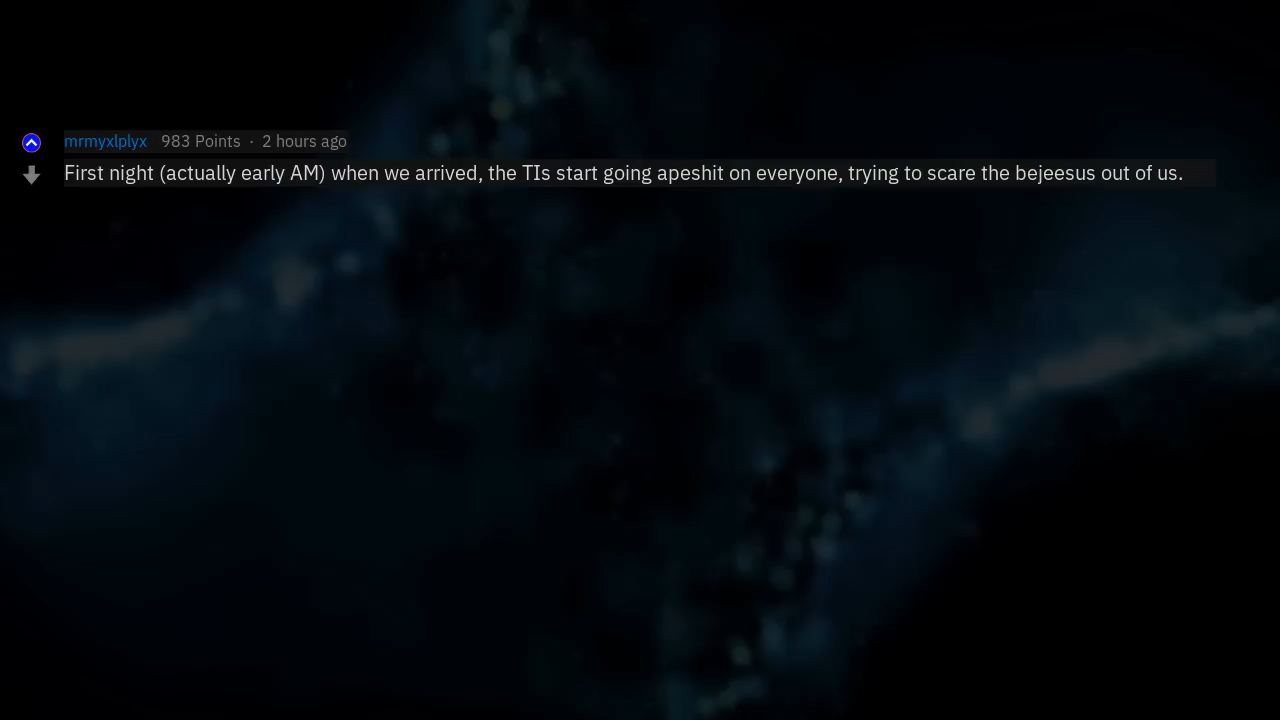 mrmyxlplyx 983 Points · 2 hours ago
First night (actually early AM) when we arrived, the TIs start going apeshit on everyone, trying to scare the bejeesus out of us.